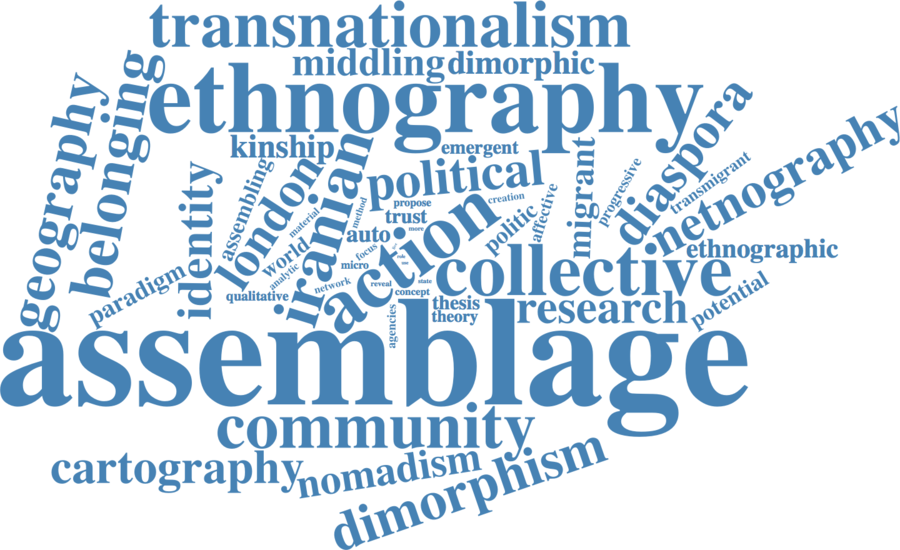 transnationalism
middling
dimorphic
ethnography
geography
belonging
kinship
emergent
diaspora
netnography
identity
assembling
london
iranian
political
migrant
progressive
transmigrant
material
method
propose
creation
trust
more
affective
politic
auto
action
world
focus
ethnographic
analytic
micro
collective
paradigm
qualitative
network
reveal
state
concept
potential
thesis
theory
research
agencies
assemblage
community
cartography
nomadism
dimorphism